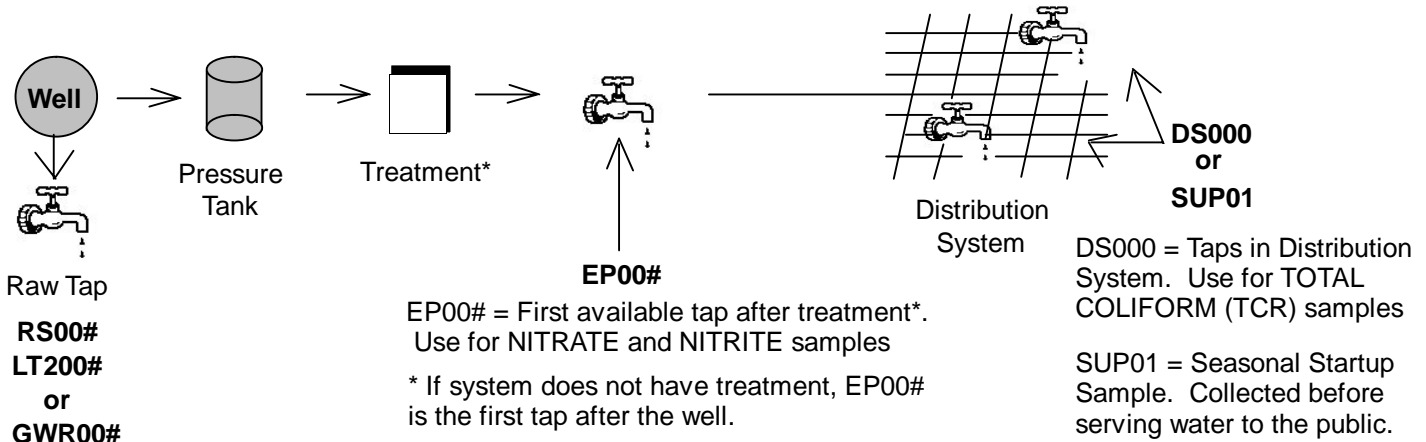 Well
Pressure
Tank
Treatment*
Raw Tap
RS00#
LT200#
or
GWR00#
EP00#
EP00# = First available tap after treatment*.
Use for NITRATE and NITRITE samples
* If system does not have treatment, EP00#
is the first tap after the well.
Distribution
System
DS000
or
SUP01
DS000 = Taps in Distribution
System. Use for TOTAL
COLIFORM (TCR) samples
SUP01 = Seasonal Startup
Sample. Collected before
serving water to the public.